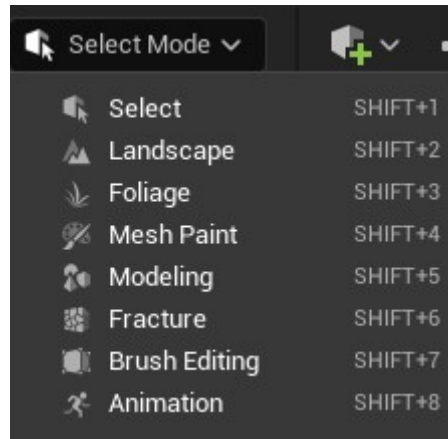 Select Mode
Select SHIFT+1
Landscape SHIFT+2
Foliage SHIFT+3
Mesh Paint SHIFT+4
Modeling SHIFT+5
Fracture SHIFT+6
Brush Editing SHIFT+7
Animation SHIFT+8